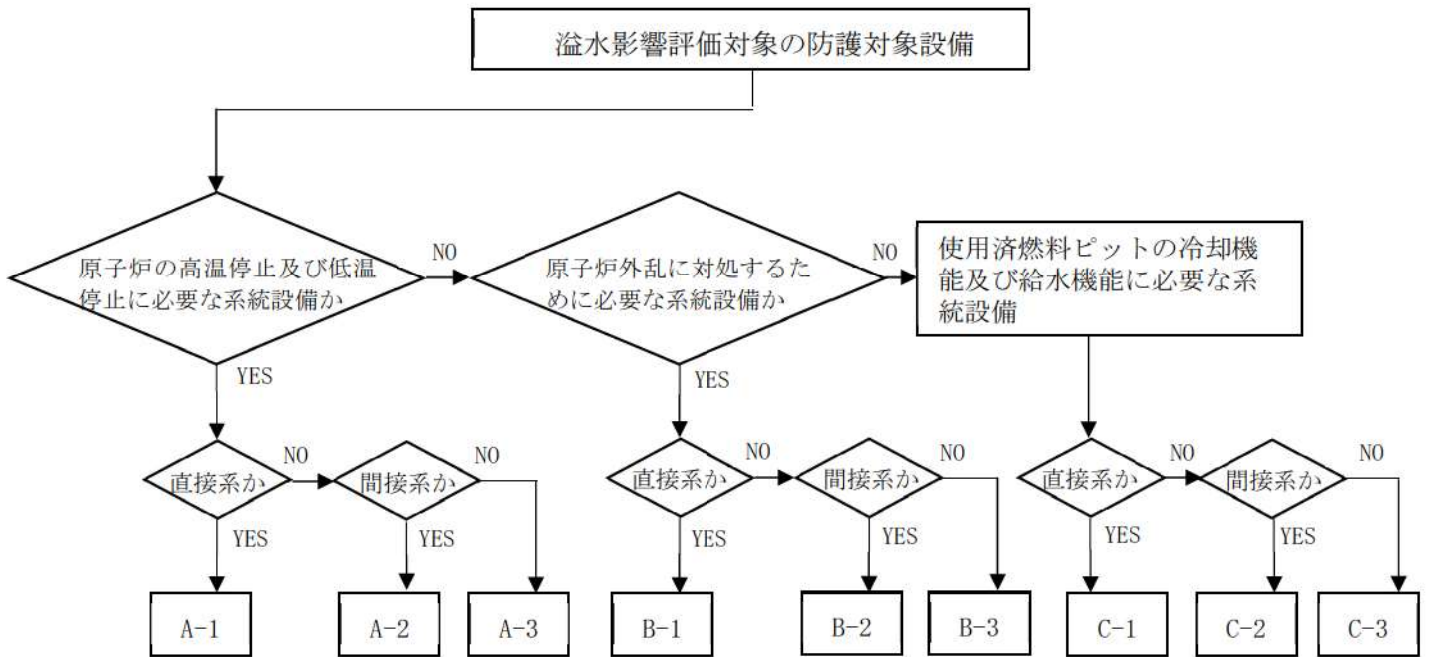 溢水影響評価対象の防護対象設備
原子炉の高温停止及び低温
停止に必要な系統設備か
NO
原子炉外乱に対処するた
めに必要な系統設備か
NO
使用済燃料ピットの冷却機
能及び給水機能に必要な系
統設備
YES
YES
直接系か
NO
間接系か
NO
直接系か
NO
間接系か
NO
直接系か
NO
間接系か
NO
YES
YES
YES
YES
YES
YES
A-1
A-2
A-3
B-1
B-2
B-3
C-1
C-2
C-3